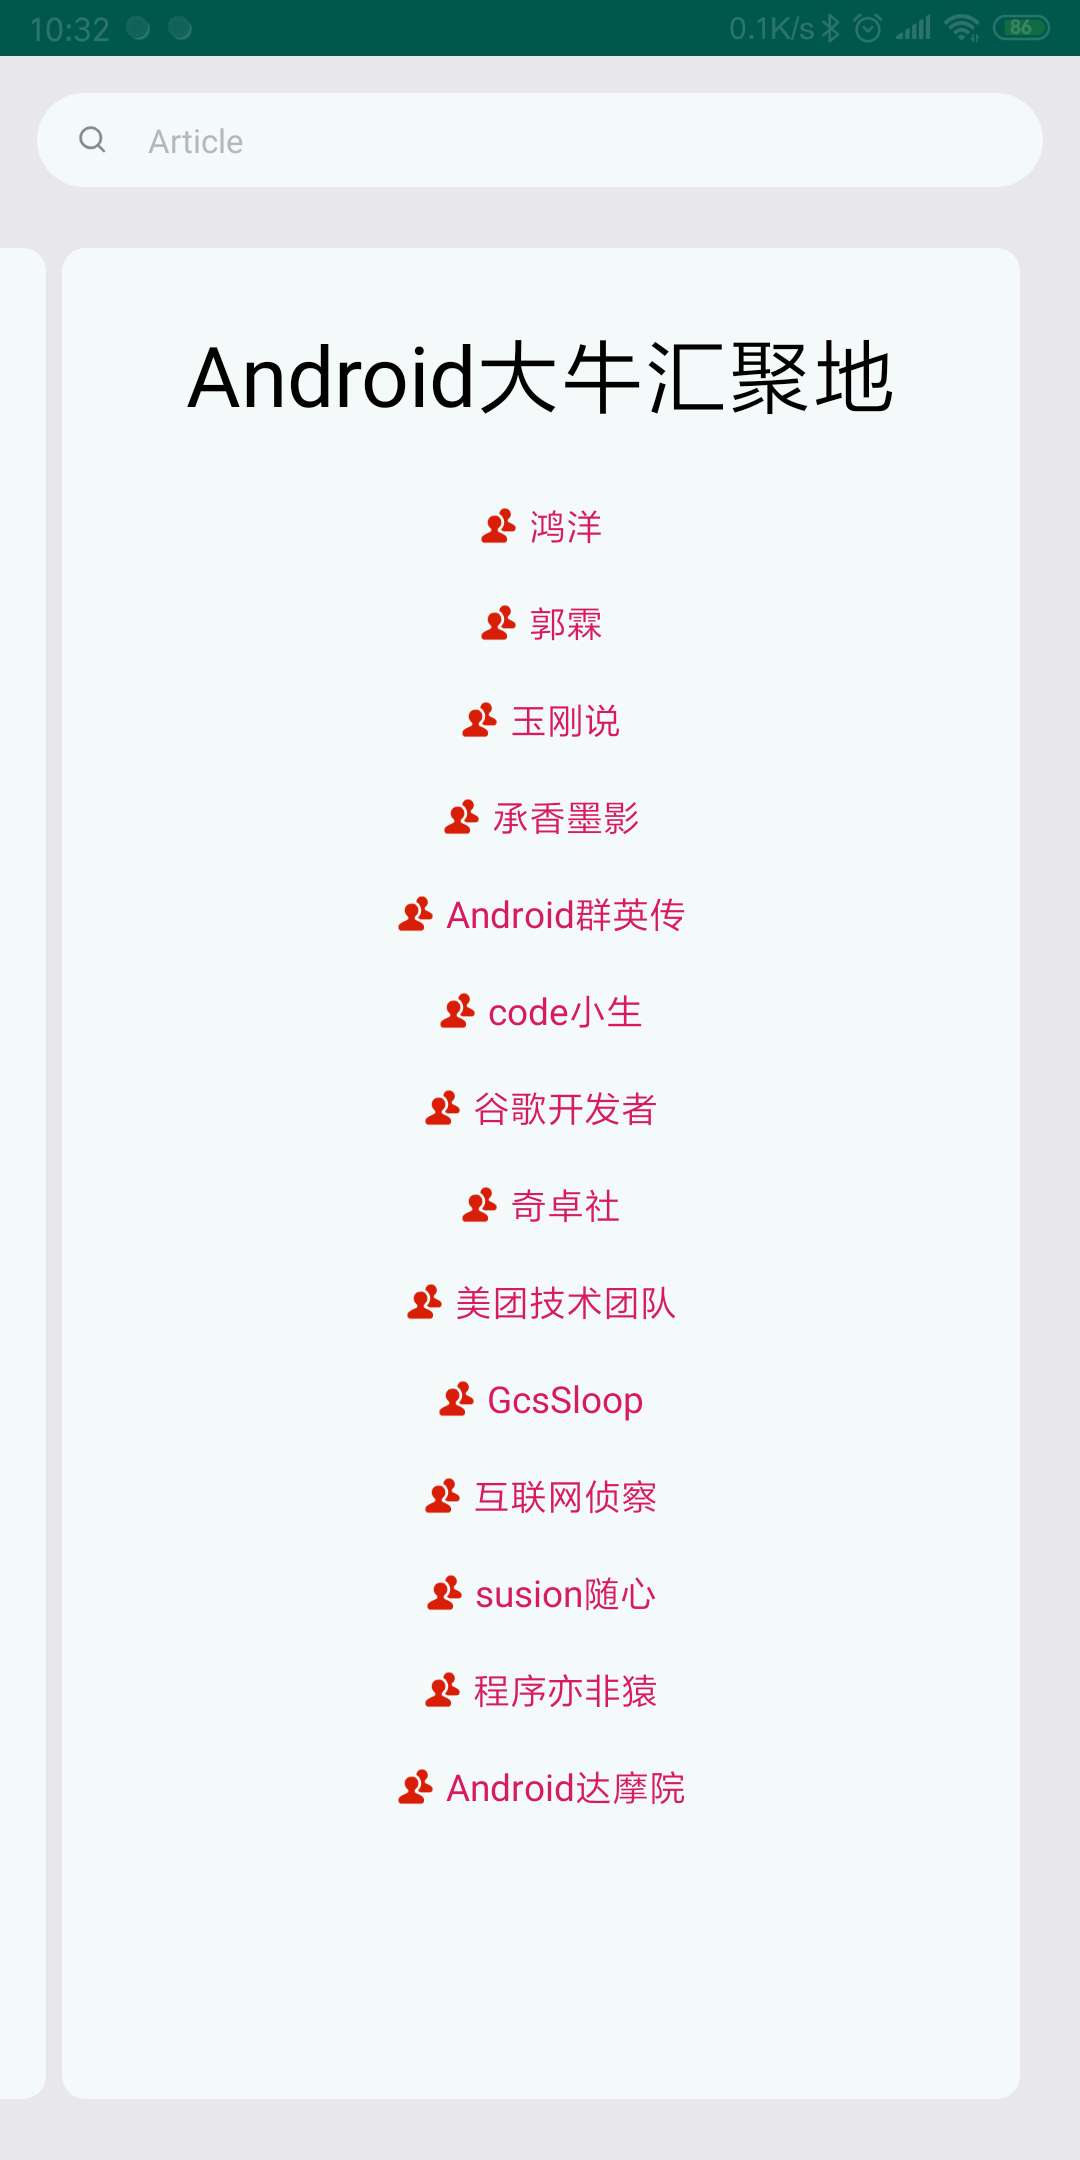 10:32 0.1K/s 86
Article
Android大牛汇聚地
鸿洋
郭霖
玉刚说
承香墨影
Android群英传
code小生
谷歌开发者
奇卓社
美团技术团队
GcsSloop
互联网侦察
susion随心
程序亦非猿
Android达摩院